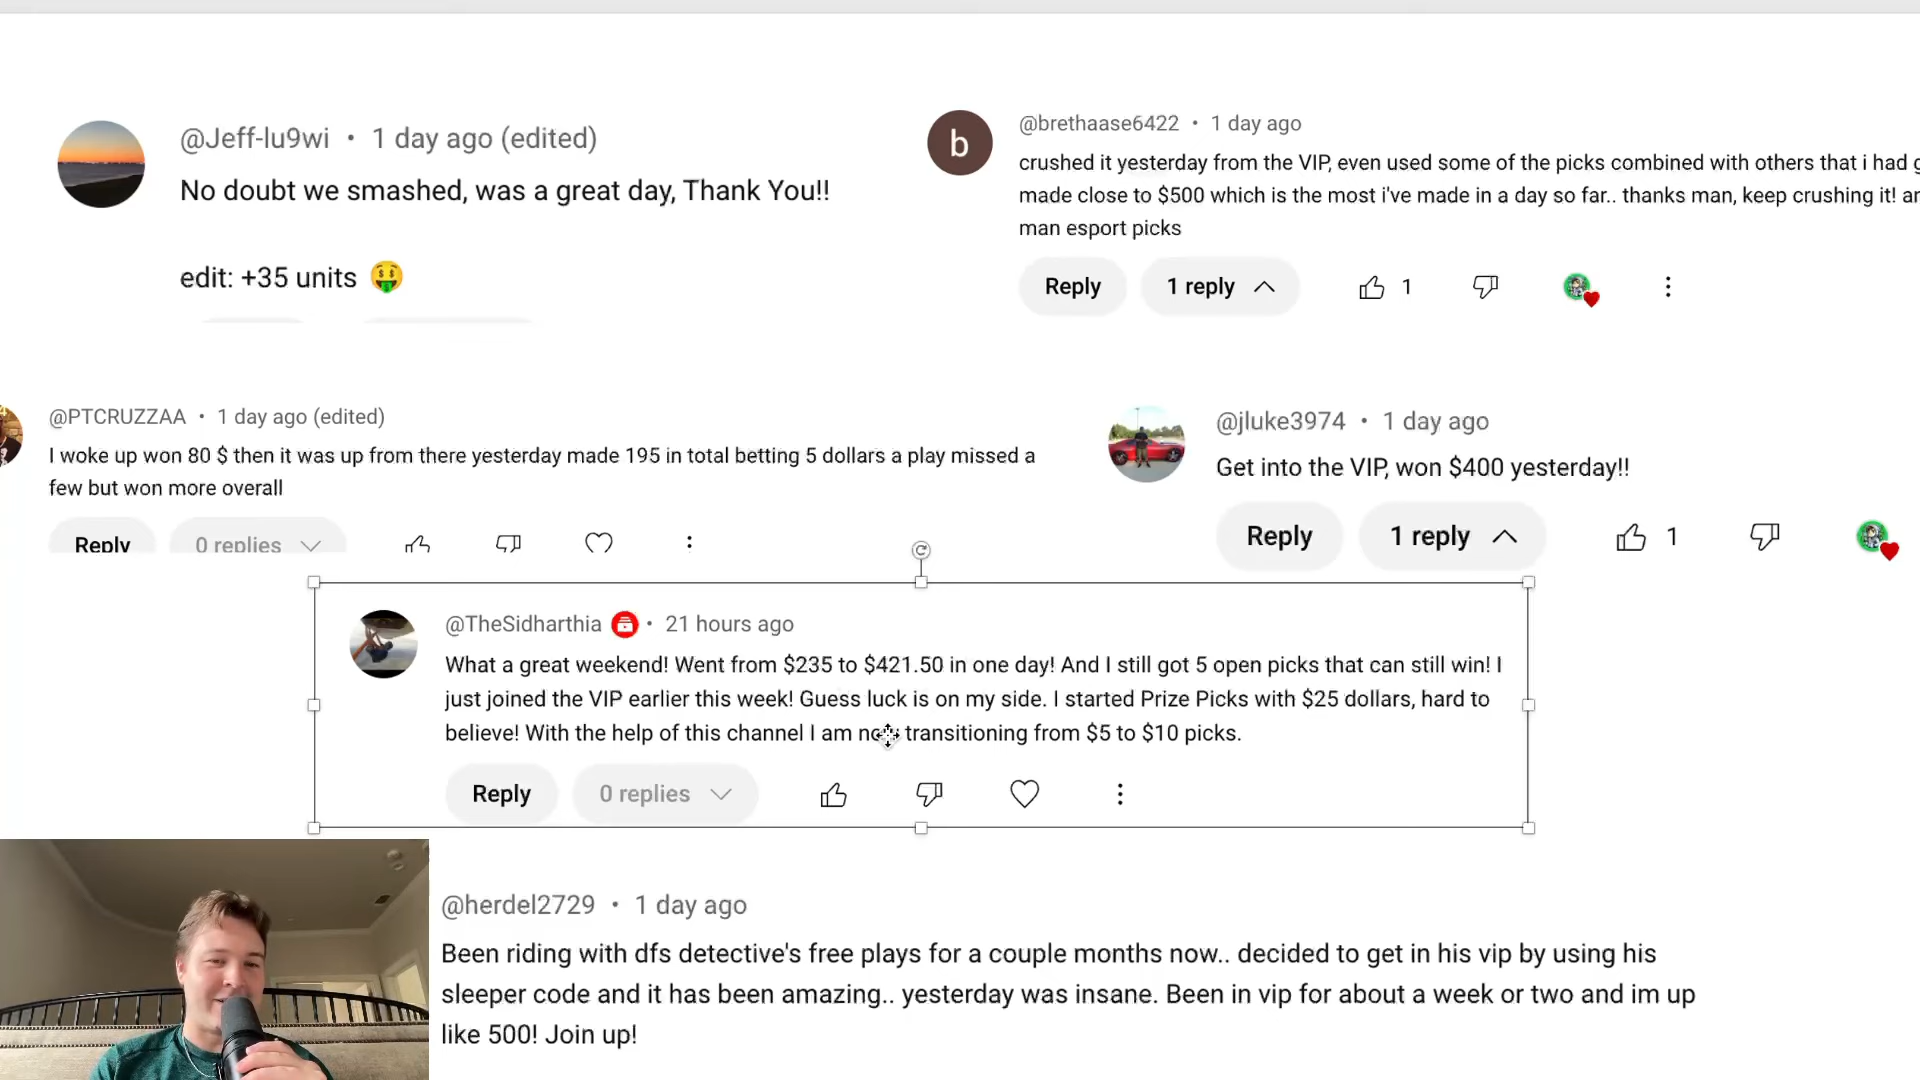 @Jeff-lu9wi • 1 day ago (edited)
No doubt we smashed, was a great day, Thank You!!
edit: +35 units 🤑
b
@brethaase6422 • 1 day ago
crushed it yesterday from the VIP, even used some of the picks combined with others that i had
made close to $500 which is the most i've made in a day so far.. thanks man, keep crushing it!
man esport picks
Reply 1 reply 1
@PTCRUZZAA • 1 day ago (edited)
I woke up won 80 $ then it was up from there yesterday made 195 in total betting 5 dollars a play missed a
few but won more overall
Reply 0 replies
@jluke3974 • 1 day ago
Get into the VIP, won $400 yesterday!!
Reply 1 reply 1
@TheSidharthia • 21 hours ago
What a great weekend! Went from $235 to $421.50 in one day! And I still got 5 open picks that can still win! I
just joined the VIP earlier this week! Guess luck is on my side. I started Prize Picks with $25 dollars, hard to
believe! With the help of this channel I am now transitioning from $5 to $10 picks.
Reply 0 replies
@herdel2729 • 1 day ago
Been riding with dfs detective's free plays for a couple months now.. decided to get in his vip by using his
sleeper code and it has been amazing.. yesterday was insane. Been in vip for about a week or two and im up
like 500! Join up!